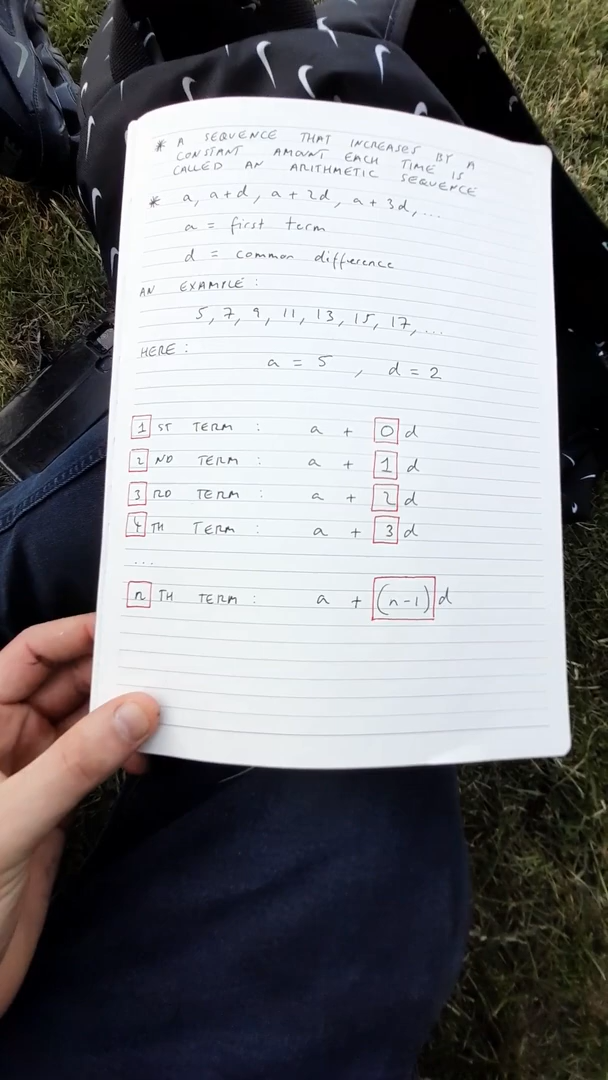 * A SEQUENCE THAT INCREASES BY A
CONSTANT AMOUNT EACH TIME IS
CALLED AN ARITHMETIC SEQUENCE
* a, a+d, a+2d, a+3d,...
a = first term
d = common difference
AN EXAMPLE:
5, 7, 9, 11, 13, 15, 17,...
HERE:
a = 5, d = 2
1 ST TERM : a + 0 d
2 ND TERM : a + 1 d
3 RD TERM : a + 2 d
4 TH TERM : a + 3 d
...
n TH TERM : a + (n-1) d